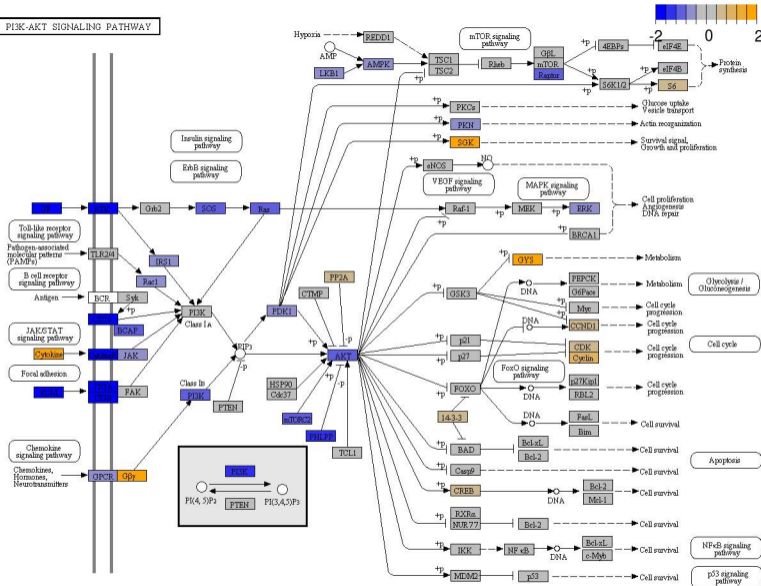 PI3K-AKT SIGNALING PATHWAY
-2 0 2
Hypoxia
REDD1
AMP
LKB1
AMPK
TSC1
TSC2
Rheb
mTOR signaling
pathway
GβL
mTOR
Raptor
4EBPs
eIF4E
S6K1/2
eIF4B
S6
Protein
synthesis
+p
+p
+p
+p
+p
PKCs
Glucose uptake
Vesicle transport
+p
PKN
Actin reorganization
+p
SGK
Survival signal,
Growth and proliferation
Insulin signaling
pathway
ErbB signaling
pathway
+p
eNOS
NO
VEGF signaling
pathway
MAPK signaling
pathway
Grb2
SOS
Ras
Raf-1
MEK
ERK
+p
BRCA1
Cell proliferation
Angiogenesis
DNA repair
Toll-like receptor
signaling pathway
Pathogen-associated
molecular patterns
(PAMPs)
TLR2/4
IRS1
Rac1
B cell receptor
signaling pathway
Antigen
BCR
Syk
+p
BCAP
JAK/STAT
signaling pathway
Cytokine
JAK
Focal adhesion
FAK
Chemokine
signaling pathway
Chemokines,
Hormones,
Neurotransmitters
GPCR
Gβγ
PI3K
Class IA
Class IB
PI3K
PIP3
-p
PTEN
PDK1
CTMP
PP2A
+p
-p
AKT
HSP90
Cdc37
+p
-p
mTORC2
PHLPP
TCL1
PI3K
PI(4, 5)P2
PI(3,4,5)P3
PTEN
+p
GYS
Metabolism
+p
GSK3
DNA
PEPCK
G6Pace
Metabolism
Glycolysis /
Gluconeogenesis
Myc
Cell cycle
progression
DNA
CCND1
Cell cycle
progression
+p
p21
+p
p27
CDK
Cyclin
Cell cycle
progression
Cell cycle
FoxO signaling
pathway
+p
FOXO
DNA
p27Kip1
RBL2
Cell cycle
progression
14-3-3
DNA
FasL
Bim
Cell survival
+p
BAD
Bcl-xL
Bcl-2
Cell survival
Apoptosis
+p
Casp9
Cell survival
+p
CREB
DNA
Bcl-2
Mcl-1
Cell survival
+p
RXRα
NUR77
Bcl-2
Cell survival
+p
IKK
NFκB
DNA
Bcl-xL
c-Myb
Cell survival
NFκB signaling
pathway
+p
MDM2
p53
Cell survival
p53 signaling
pathway